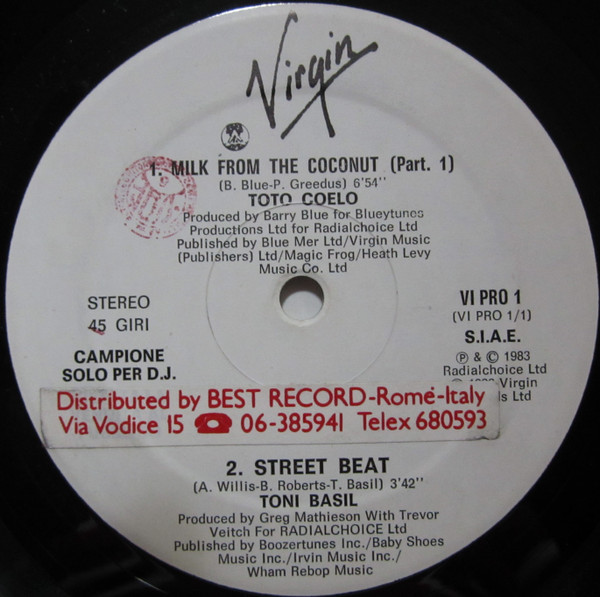 Virgin
1. MILK FROM THE COCONUT (Part. 1)
(B. Blue-P. Greedus) 6'54''
TOTO COELO
Produced by Barry Blue for Blueytunes
Productions Ltd for Radialchoice Ltd
Published by Blue Mer Ltd/Virgin Music
(Publishers) Ltd/Magic Frog/Heath Levy
Music Co. Ltd
STEREO
45 GIRI
CAMPIONE
SOLO PER D.J.
VI PRO 1
(VI PRO 1/1)
S.I.A.E.
Ⓟ & © 1983
Radialchoice Ltd
Virgin
Ltd
Distributed by BEST RECORD-Rome-Italy
Via Vodice 15 ☎ 06-385941 Telex 680593
2. STREET BEAT
(A. Willis-B. Roberts-T. Basil) 3'42''
TONI BASIL
Produced by Greg Mathieson With Trevor
Veitch For RADIALCHOICE Ltd
Published by Boozertunes Inc./Baby Shoes
Music Inc./Irvin Music Inc./
Wham Rebop Music